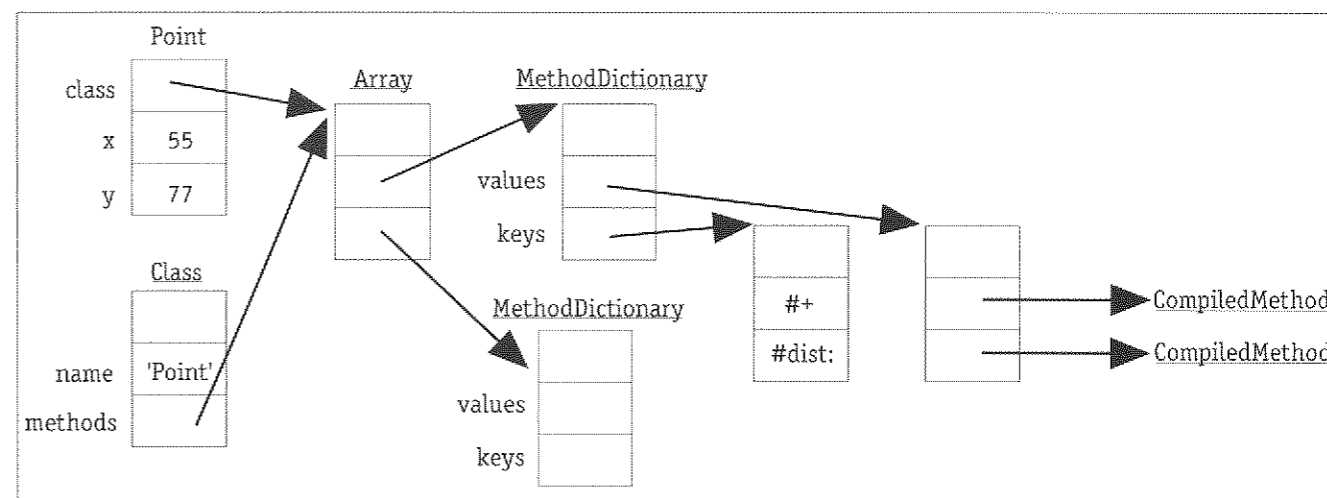 Point
class
x 55
y 77
Array
MethodDictionary
values
keys
#+
#dist:
CompiledMethod
CompiledMethod
Class
name 'Point'
methods
MethodDictionary
values
keys